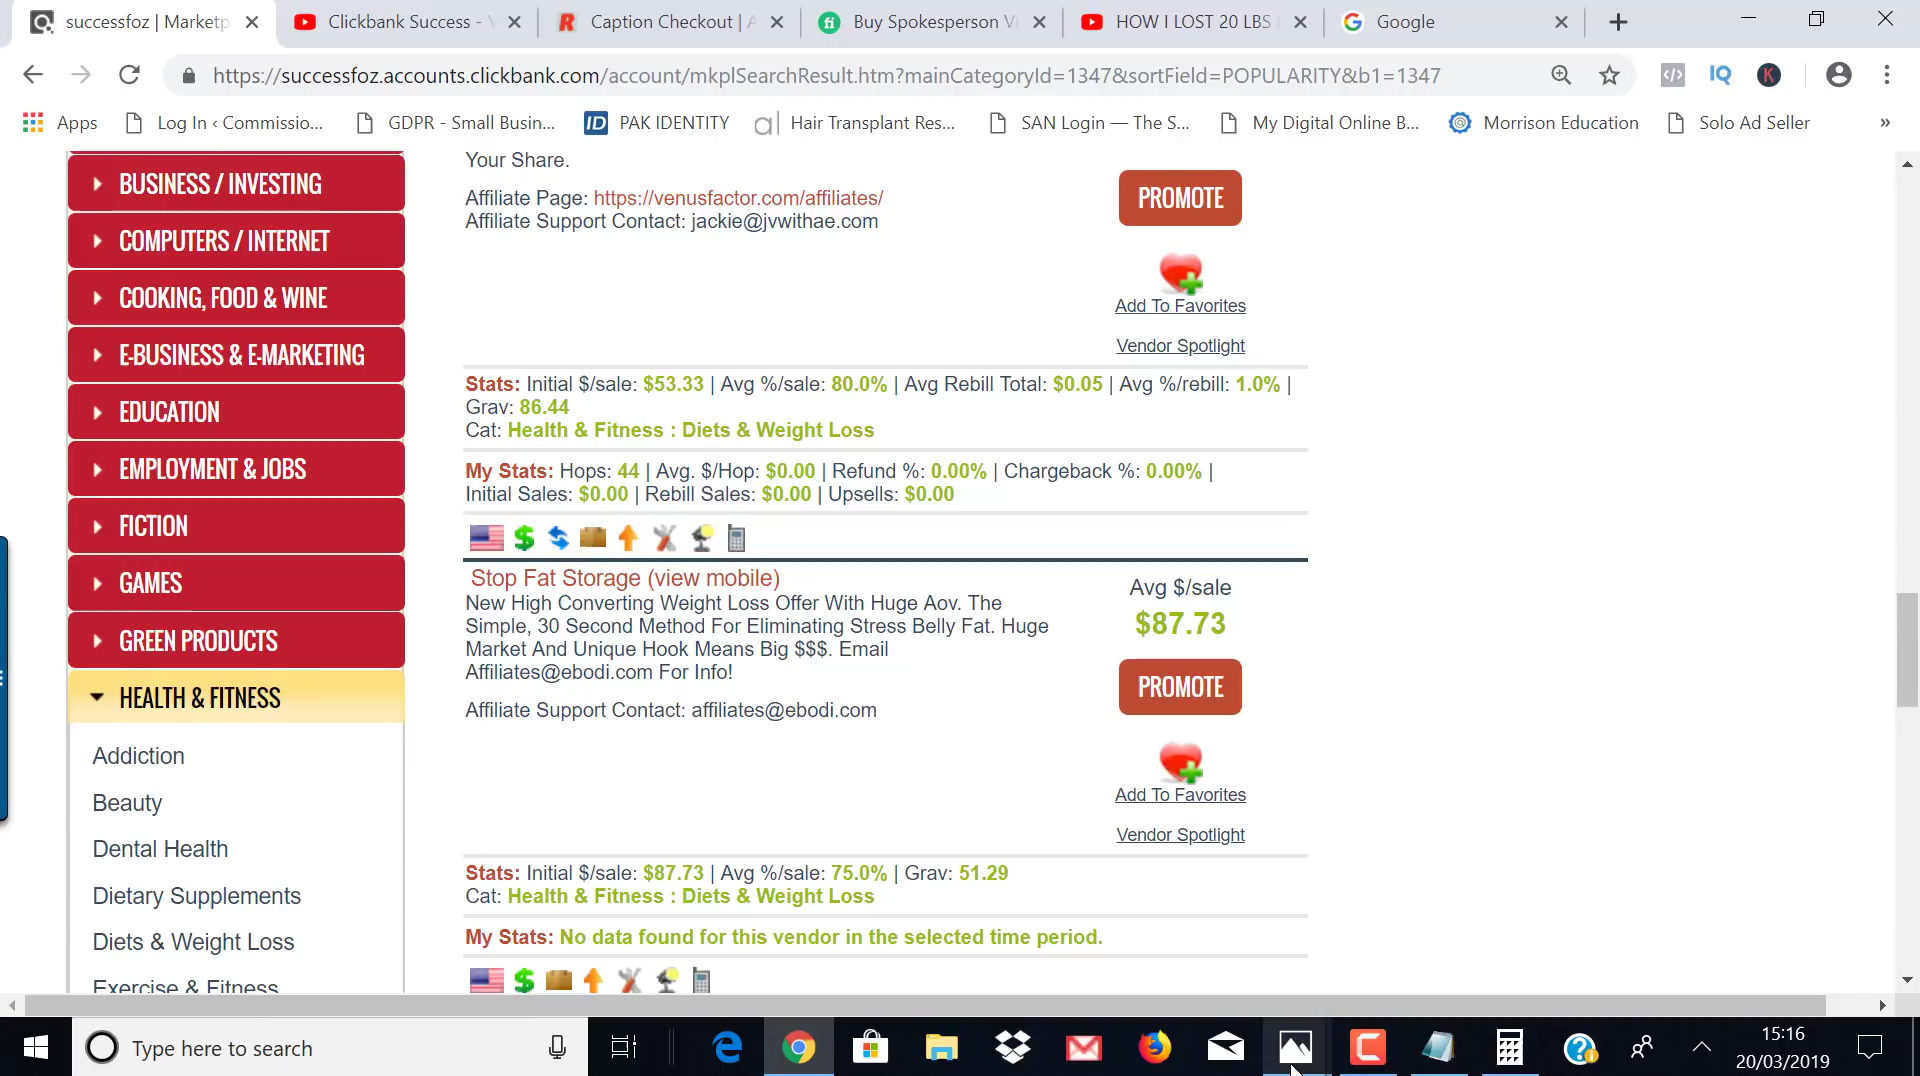 successfoz | Marketp
Clickbank Success - Y
Caption Checkout | A
Buy Spokesperson Vi
HOW I LOST 20 LBS
Google
https://successfoz.accounts.clickbank.com/account/mkplSearchResult.htm?mainCategoryId=1347&sortField=POPULARITY&b1=1347
IQ
K
Apps
Log In ‹ Commissio...
GDPR - Small Busin...
ID PAK IDENTITY
Hair Transplant Res...
SAN Login — The S...
My Digital Online B...
Morrison Education
Solo Ad Seller
»
BUSINESS / INVESTING
COMPUTERS / INTERNET
COOKING, FOOD & WINE
E-BUSINESS & E-MARKETING
EDUCATION
EMPLOYMENT & JOBS
FICTION
GAMES
GREEN PRODUCTS
HEALTH & FITNESS
Addiction
Beauty
Dental Health
Dietary Supplements
Diets & Weight Loss
Exercise & Fitness
Your Share.
Affiliate Page: https://venusfactor.com/affiliates/
Affiliate Support Contact: jackie@jvwithae.com
PROMOTE
Add To Favorites
Vendor Spotlight
Stats: Initial $/sale: $53.33 | Avg %/sale: 80.0% | Avg Rebill Total: $0.05 | Avg %/rebill: 1.0% |
Grav: 86.44
Cat: Health & Fitness : Diets & Weight Loss
My Stats: Hops: 44 | Avg. $/Hop: $0.00 | Refund %: 0.00% | Chargeback %: 0.00% |
Initial Sales: $0.00 | Rebill Sales: $0.00 | Upsells: $0.00
Stop Fat Storage (view mobile)
New High Converting Weight Loss Offer With Huge Aov. The
Simple, 30 Second Method For Eliminating Stress Belly Fat. Huge
Market And Unique Hook Means Big $$$. Email
Affiliates@ebodi.com For Info!
Affiliate Support Contact: affiliates@ebodi.com
Avg $/sale
$87.73
PROMOTE
Add To Favorites
Vendor Spotlight
Stats: Initial $/sale: $87.73 | Avg %/sale: 75.0% | Grav: 51.29
Cat: Health & Fitness : Diets & Weight Loss
My Stats: No data found for this vendor in the selected time period.
Type here to search
15:16
20/03/2019